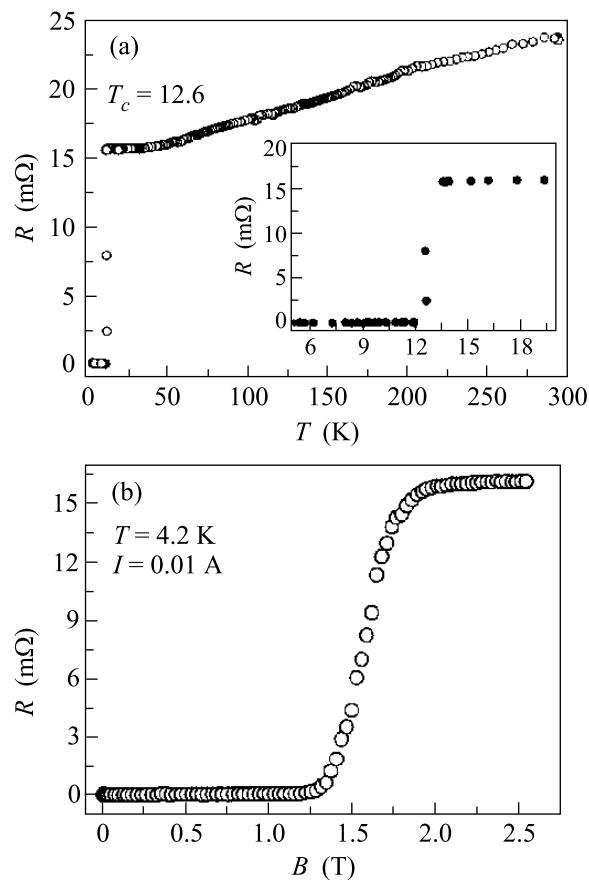 25
(a)
20
T_c = 12.6
15
R (mΩ)
10
5
0
20
15
R (mΩ)
10
5
0
6 9 12 15 18
0 50 100 150 200 250 300
T (K)
(b)
15
T = 4.2 K
I = 0.01 A
12
9
R (mΩ)
6
3
0
0 0.5 1.0 1.5 2.0 2.5
B (T)